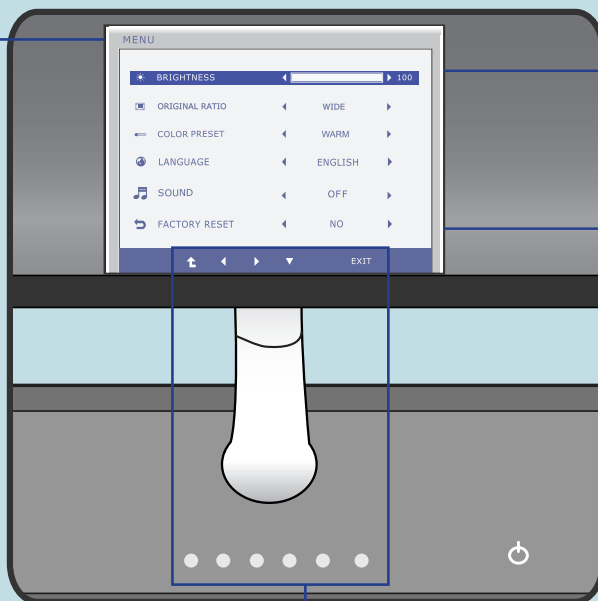 MENU
BRIGHTNESS 100
ORIGINAL RATIO WIDE
COLOR PRESET WARM
LANGUAGE ENGLISH
SOUND OFF
FACTORY RESET NO
EXIT